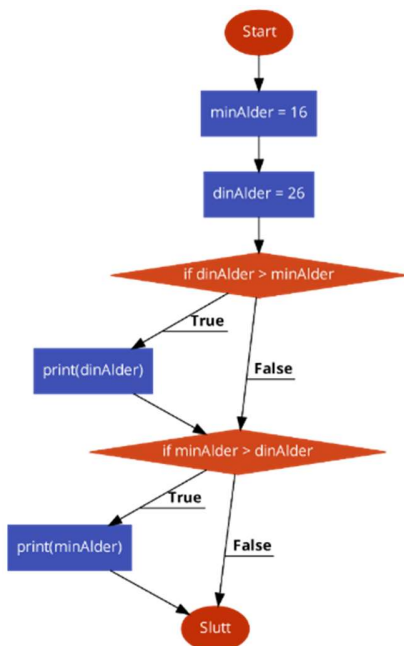 Start
minAlder = 16
dinAlder = 26
if dinAlder > minAlder
True
print(dinAlder)
False
if minAlder > dinAlder
True
print(minAlder)
False
Slutt